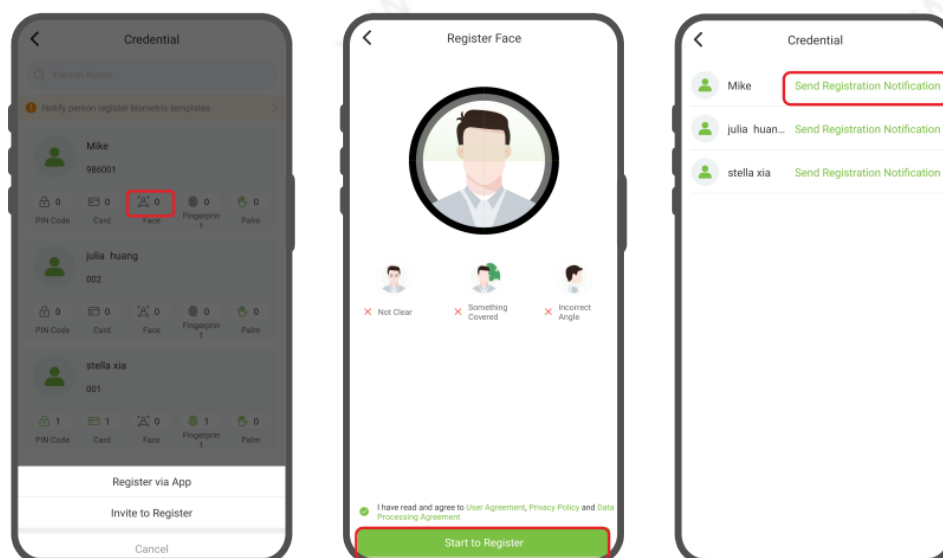 Credential
Person Name
Notify person register biometric templates
Mike
986001
0 0 0 0 0
PIN Code Card Face Fingerprin
t Palm
julia huang
002
0 0 0 0 0
PIN Code Card Face Fingerprin
t Palm
stella xia
001
1 1 0 1 0
PIN Code Card Face Fingerprin
t Palm
Register via App
Invite to Register
Cancel
Register Face
Not Clear
Something
Covered
Incorrect
Angle
I have read and agree to User Agreement, Privacy Policy and Data
Processing Agreement
Start to Register
Credential
Mike Send Registration Notification
julia huan... Send Registration Notification
stella xia Send Registration Notification